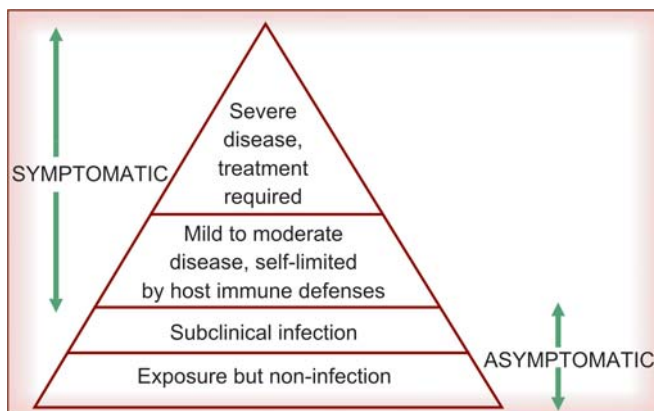 Severe
disease,
treatment
required
SYMPTOMATIC
Mild to moderate
disease, self-limited
by host immune defenses
Subclinical infection
ASYMPTOMATIC
Exposure but non-infection